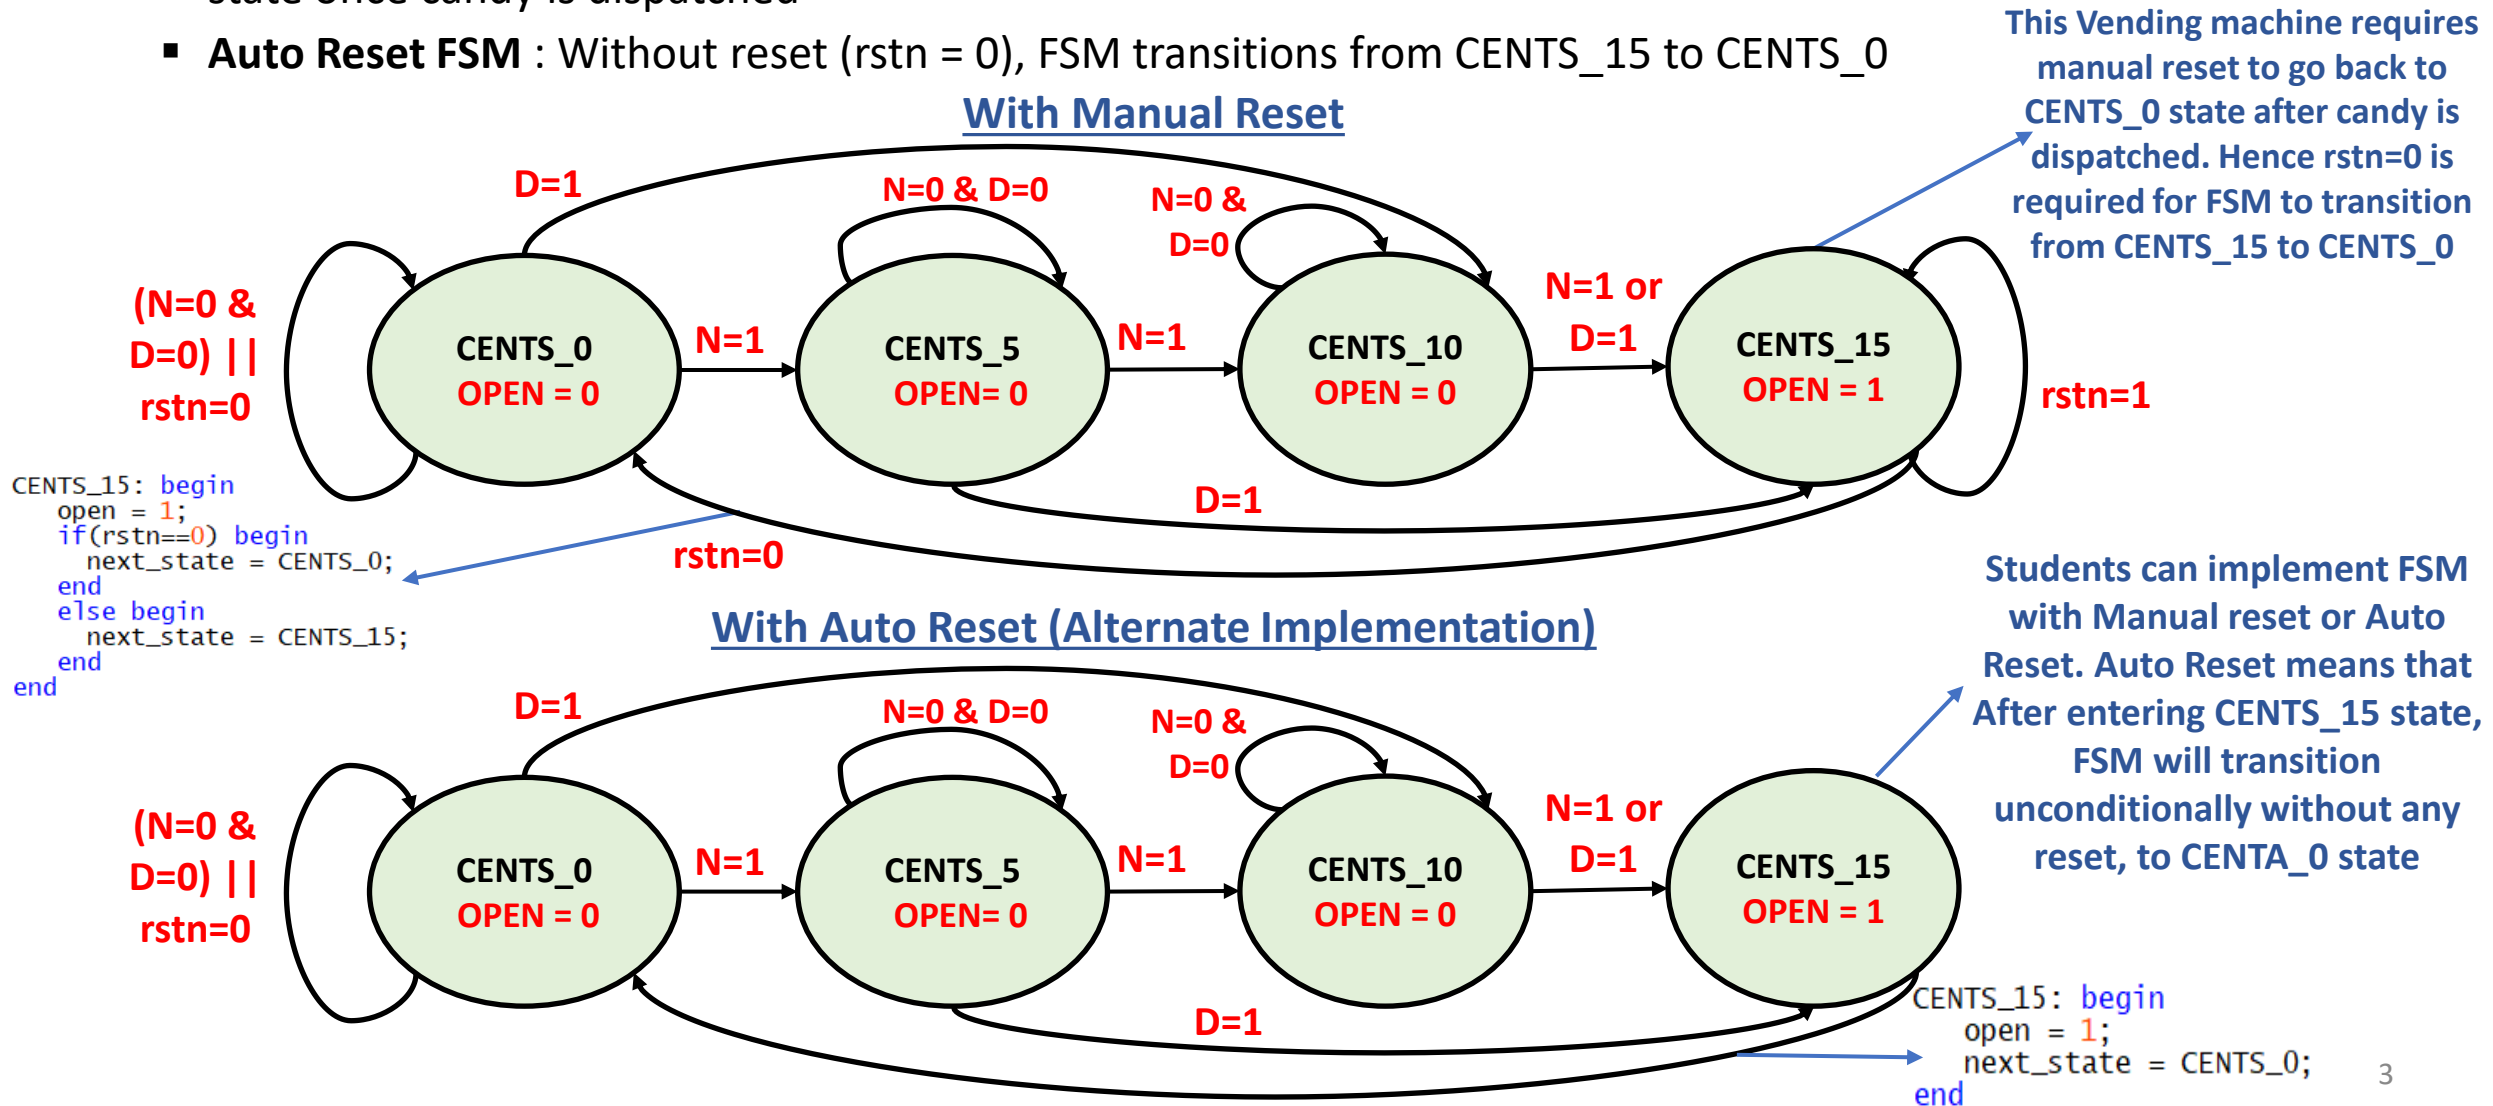 state once candy is dispatched
▪ Auto Reset FSM : Without reset (rstn = 0), FSM transitions from CENTS_15 to CENTS_0
This Vending machine requires
manual reset to go back to
CENTS_0 state after candy is
dispatched. Hence rstn=0 is
required for FSM to transition
from CENTS_15 to CENTS_0
With Manual Reset
D=1
N=0 & D=0
N=0 &
D=0
(N=0 &
D=0) ||
rstn=0
CENTS_0
OPEN = 0
N=1
CENTS_5
OPEN= 0
N=1
CENTS_10
OPEN = 0
N=1 or
D=1
CENTS_15
OPEN = 1
rstn=1
D=1
rstn=0
CENTS_15: begin
open = 1;
if(rstn==0) begin
next_state = CENTS_0;
end
else begin
next_state = CENTS_15;
end
end
With Auto Reset (Alternate Implementation)
Students can implement FSM
with Manual reset or Auto
Reset. Auto Reset means that
After entering CENTS_15 state,
FSM will transition
unconditionally without any
reset, to CENTA_0 state
D=1
N=0 & D=0
N=0 &
D=0
(N=0 &
D=0) ||
rstn=0
CENTS_0
OPEN = 0
N=1
CENTS_5
OPEN= 0
N=1
CENTS_10
OPEN = 0
N=1 or
D=1
CENTS_15
OPEN = 1
D=1
CENTS_15: begin
open = 1;
next_state = CENTS_0;
end
3